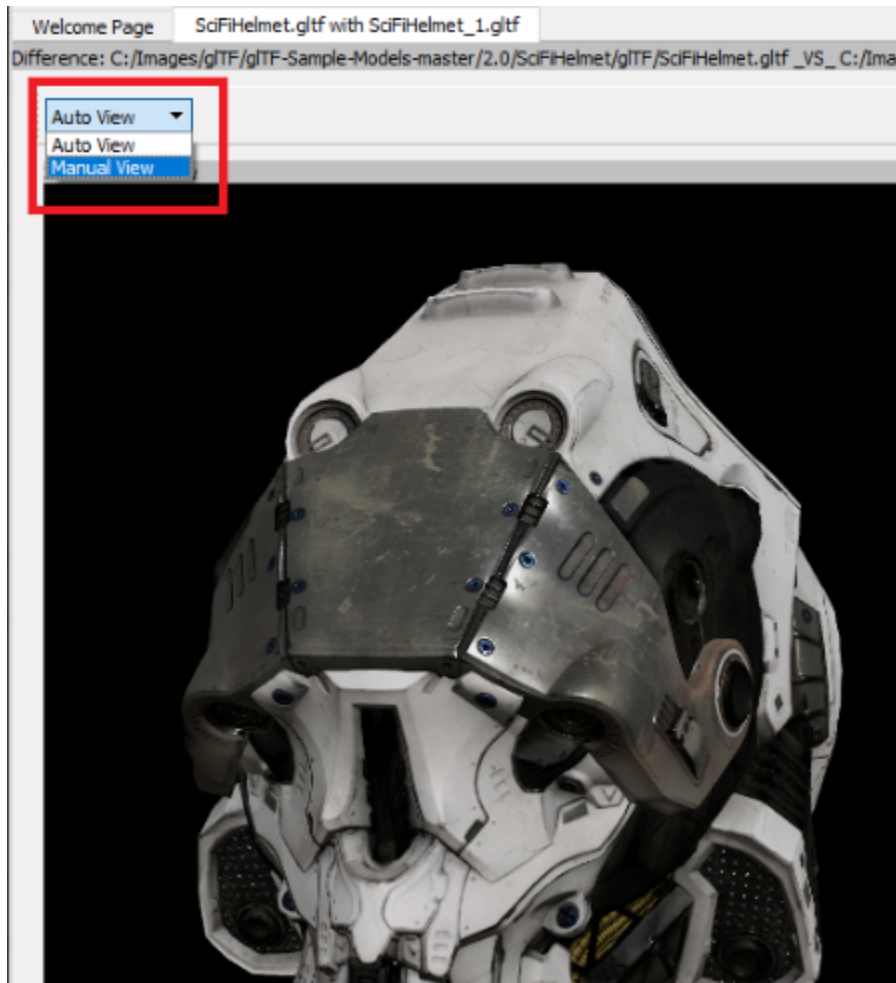 Welcome Page SciFiHelmet.gltf with SciFiHelmet_1.gltf
Difference: C:/Images/glTF/glTF-Sample-Models-master/2.0/SciFiHelmet/glTF/SciFiHelmet.gltf _VS_ C:/Ima
Auto View
Auto View
Manual View